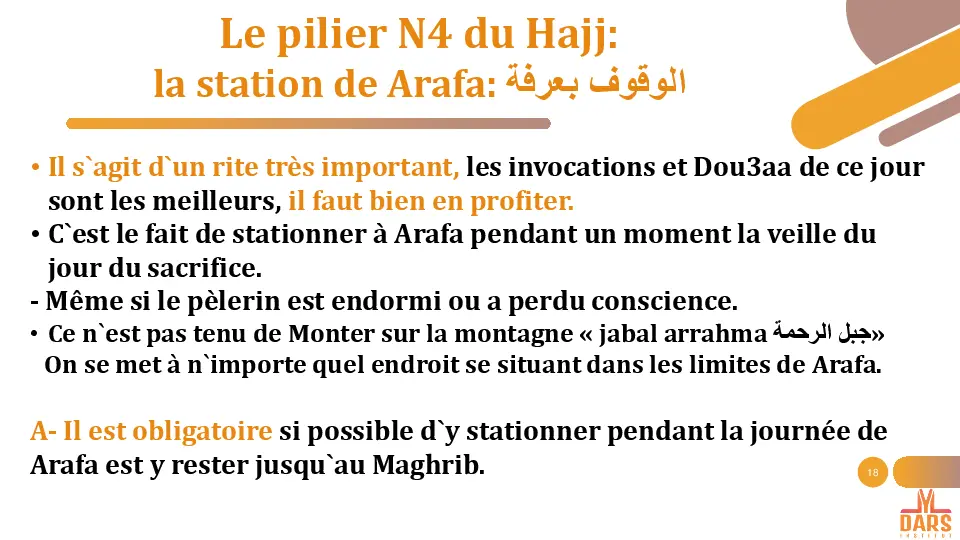 Le pilier N4 du Hajj:
la station de Arafa: الوقوف بعرفة
• Il s`agit d`un rite très important, les invocations et Dou3aa de ce jour
sont les meilleurs, il faut bien en profiter.
• C`est le fait de stationner à Arafa pendant un moment la veille du
jour du sacrifice.
- Même si le pèlerin est endormi ou a perdu conscience.
• Ce n`est pas tenu de Monter sur la montagne « jabal arrahma جبل الرحمة»
On se met à n`importe quel endroit se situant dans les limites de Arafa.
A- Il est obligatoire si possible d`y stationner pendant la journée de
Arafa est y rester jusqu`au Maghrib.
18
DARS
INSTITUT